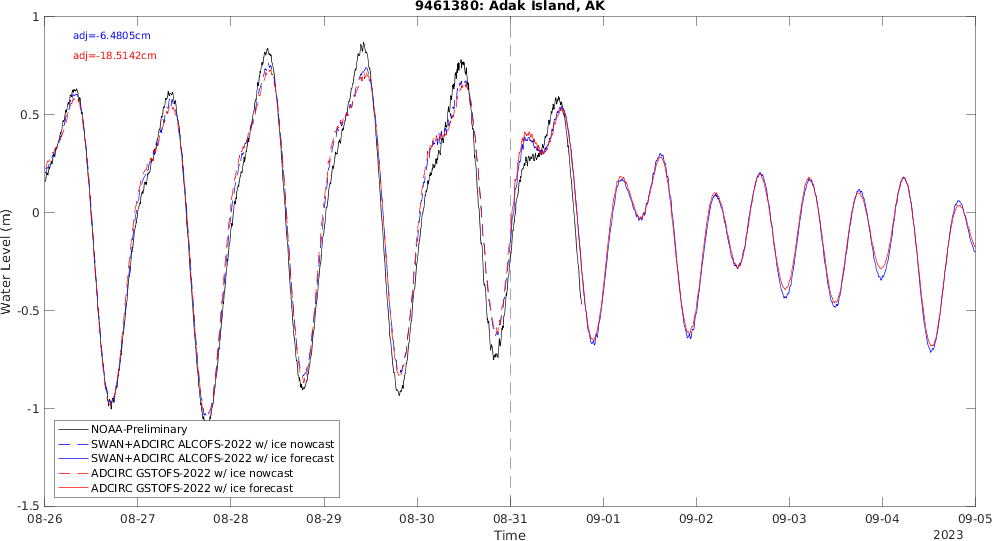 9461380: Adak Island, AK
adj=-6.4805cm
adj=-18.5142cm
1
0.5
0
-0.5
-1
-1.5
Water Level (m)
NOAA-Preliminary
SWAN+ADCIRC ALCOFS-2022 w/ ice nowcast
SWAN+ADCIRC ALCOFS-2022 w/ ice forecast
ADCIRC GSTOFS-2022 w/ ice nowcast
ADCIRC GSTOFS-2022 w/ ice forecast
08-26 08-27 08-28 08-29 08-30 08-31 09-01 09-02 09-03 09-04 09-05
Time
2023